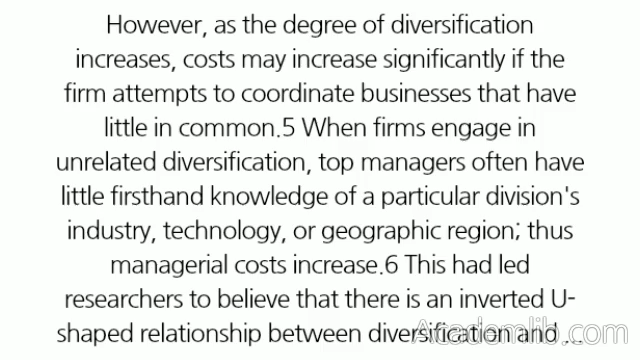 However, as the degree of diversification
increases, costs may increase significantly if the
firm attempts to coordinate businesses that have
little in common.5 When firms engage in
unrelated diversification, top managers often have
little firsthand knowledge of a particular division's
industry, technology, or geographic region; thus
managerial costs increase.6 This had led
researchers to believe that there is an inverted U-
shaped relationship between diversification and ...
Academlib.com